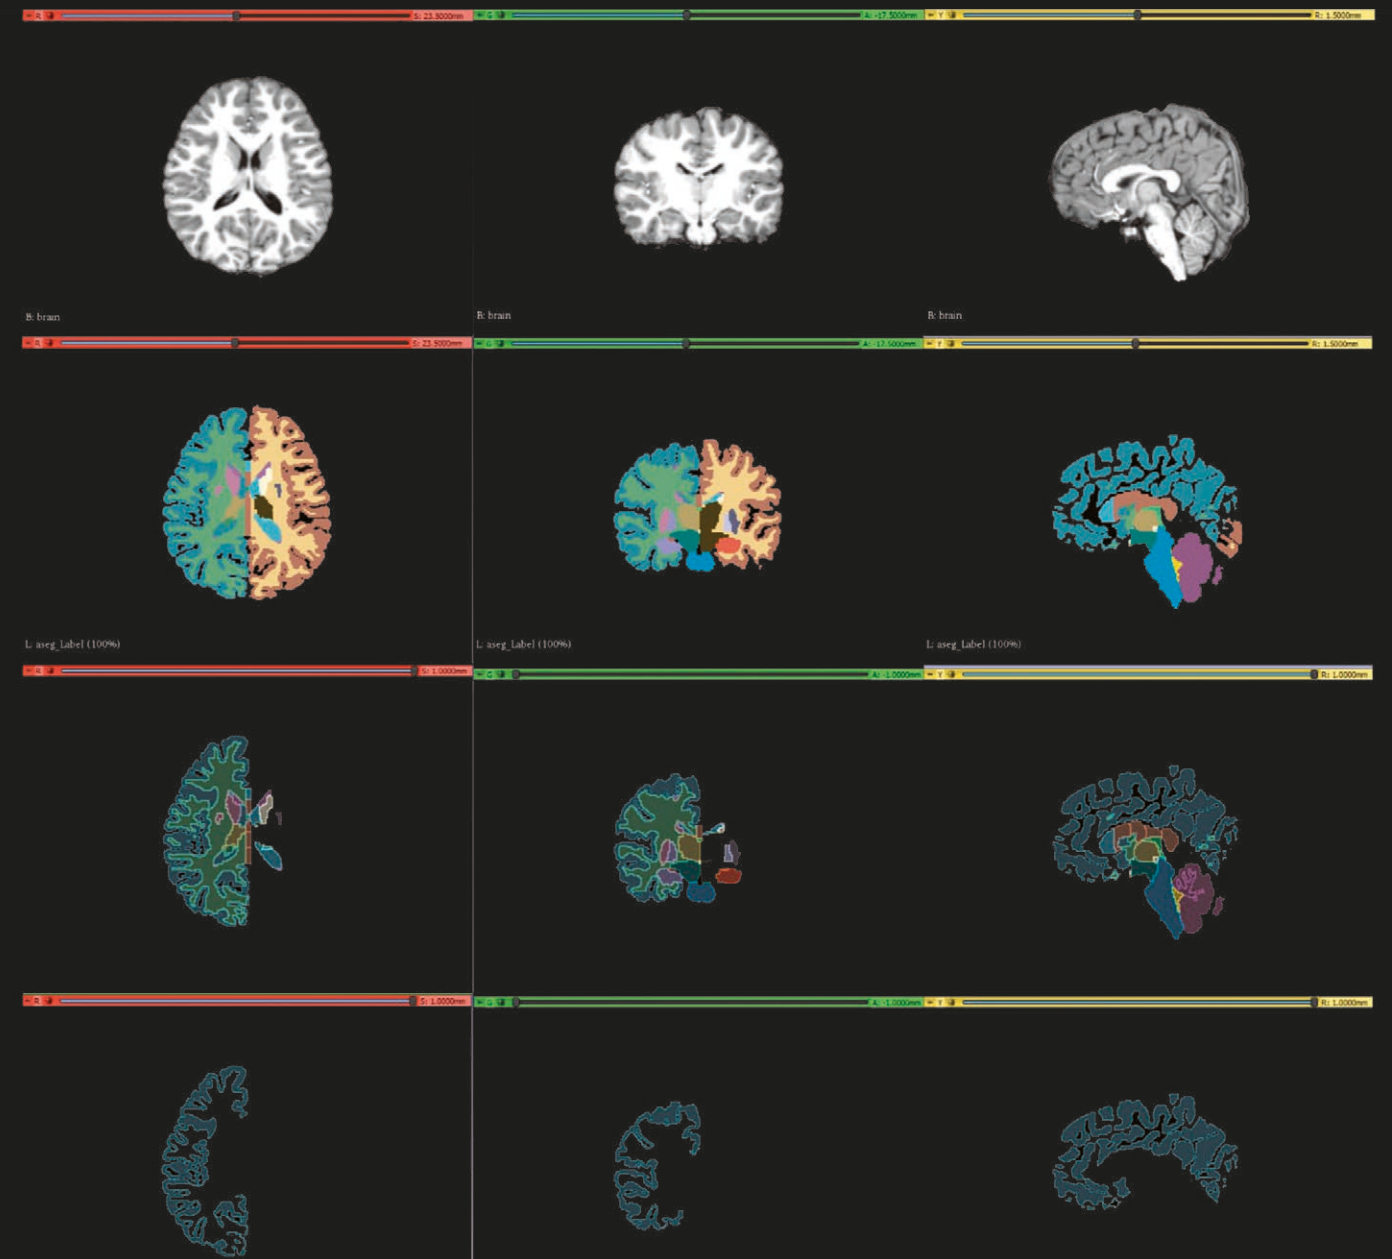 R S: 23.5000mm G A: -17.5000mm Y R: 1.5000mm
B: brain B: brain B: brain
R S: 23.5000mm G A: -17.5000mm Y R: 1.5000mm
L: aseg_Label (100%) L: aseg_Label (100%) L: aseg_Label (100%)
R S: 1.0000mm G A: -1.0000mm Y R: 1.0000mm
R S: 1.0000mm G A: -1.0000mm Y R: 1.0000mm